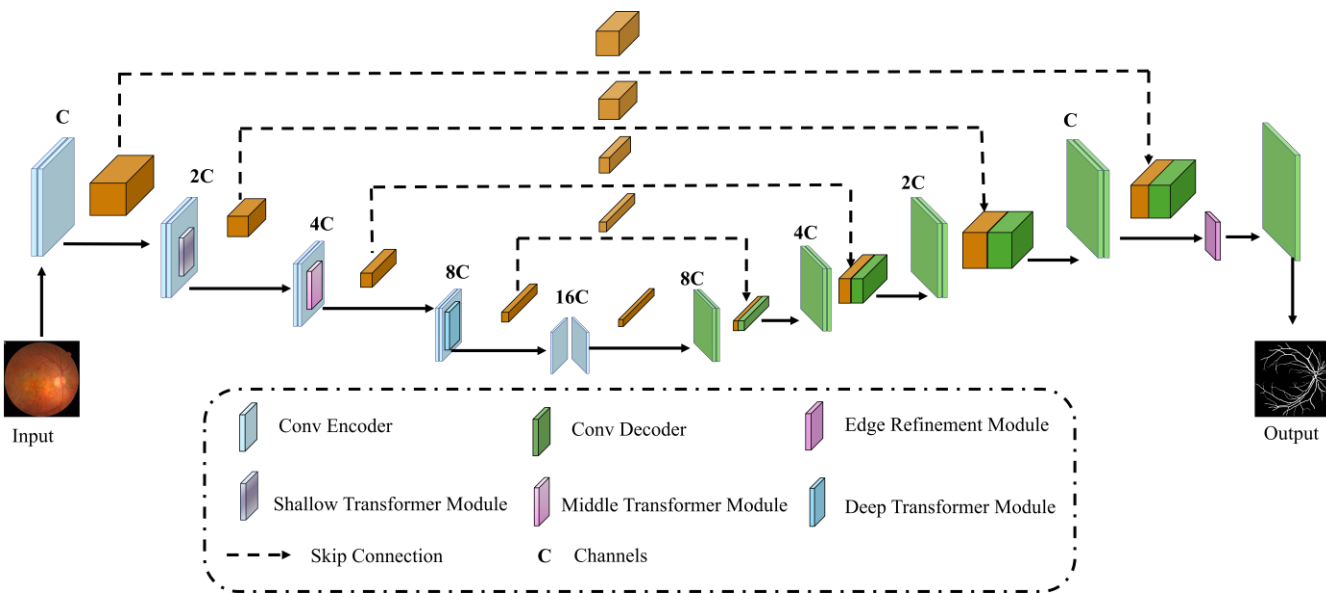 C
2C
4C
8C
16C
8C
4C
2C
C
Input
Output
Conv Encoder
Conv Decoder
Edge Refinement Module
Shallow Transformer Module
Middle Transformer Module
Deep Transformer Module
Skip Connection
C Channels